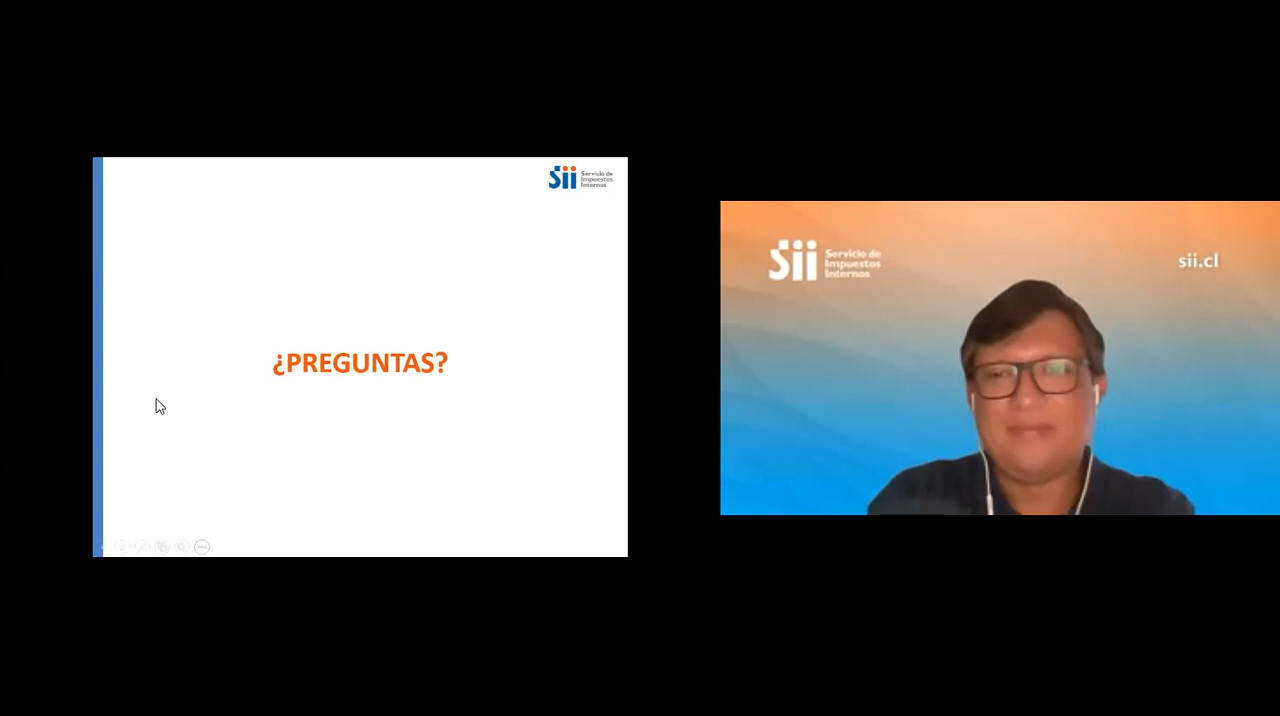 Sii Servicio de
Impuestos
Internos
¿PREGUNTAS?
Sii Servicio de
Impuestos
Internos
sii.cl